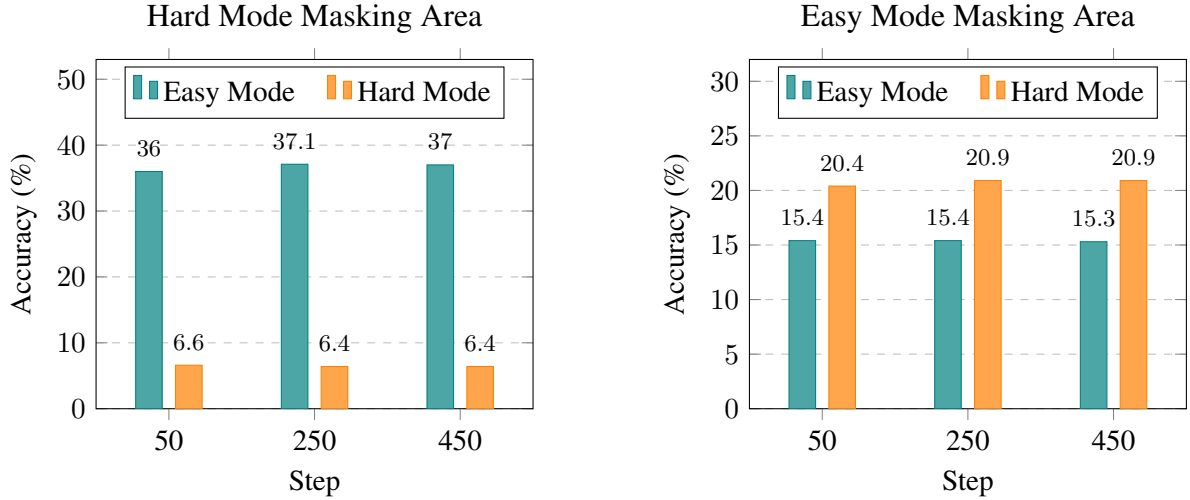 Hard Mode Masking Area
Easy Mode Hard Mode
Accuracy (%)
50
40
30
20
10
0
36
6.6
37.1
6.4
37
6.4
50 250 450
Step
Easy Mode Masking Area
Easy Mode Hard Mode
Accuracy (%)
30
25
20
15
10
5
0
15.4
20.4
15.4
20.9
15.3
20.9
50 250 450
Step